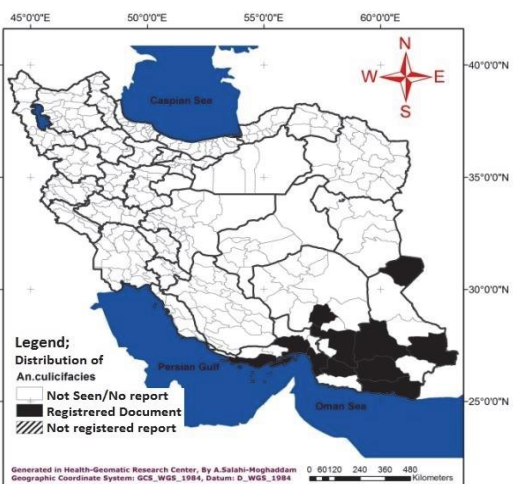 45°0'0"E 50°0'0"E 55°0'0"E 60°0'0"E
N
W E
S
40°0'0"N
Caspian Sea
35°0'0"N
30°0'0"N
Legend;
Distribution of
An.culicifacies
Not Seen/No report
Registrered Document
Not registered report
Persian Gulf
Oman Sea
25°0'0"N
Generated in Health-Geomatic Research Center, By A.Salahi-Moghaddam
Geographic Coordinate System: GCS_WGS_1984, Datum: D_WGS_1984
0 60 120 240 360 480
Kilometers